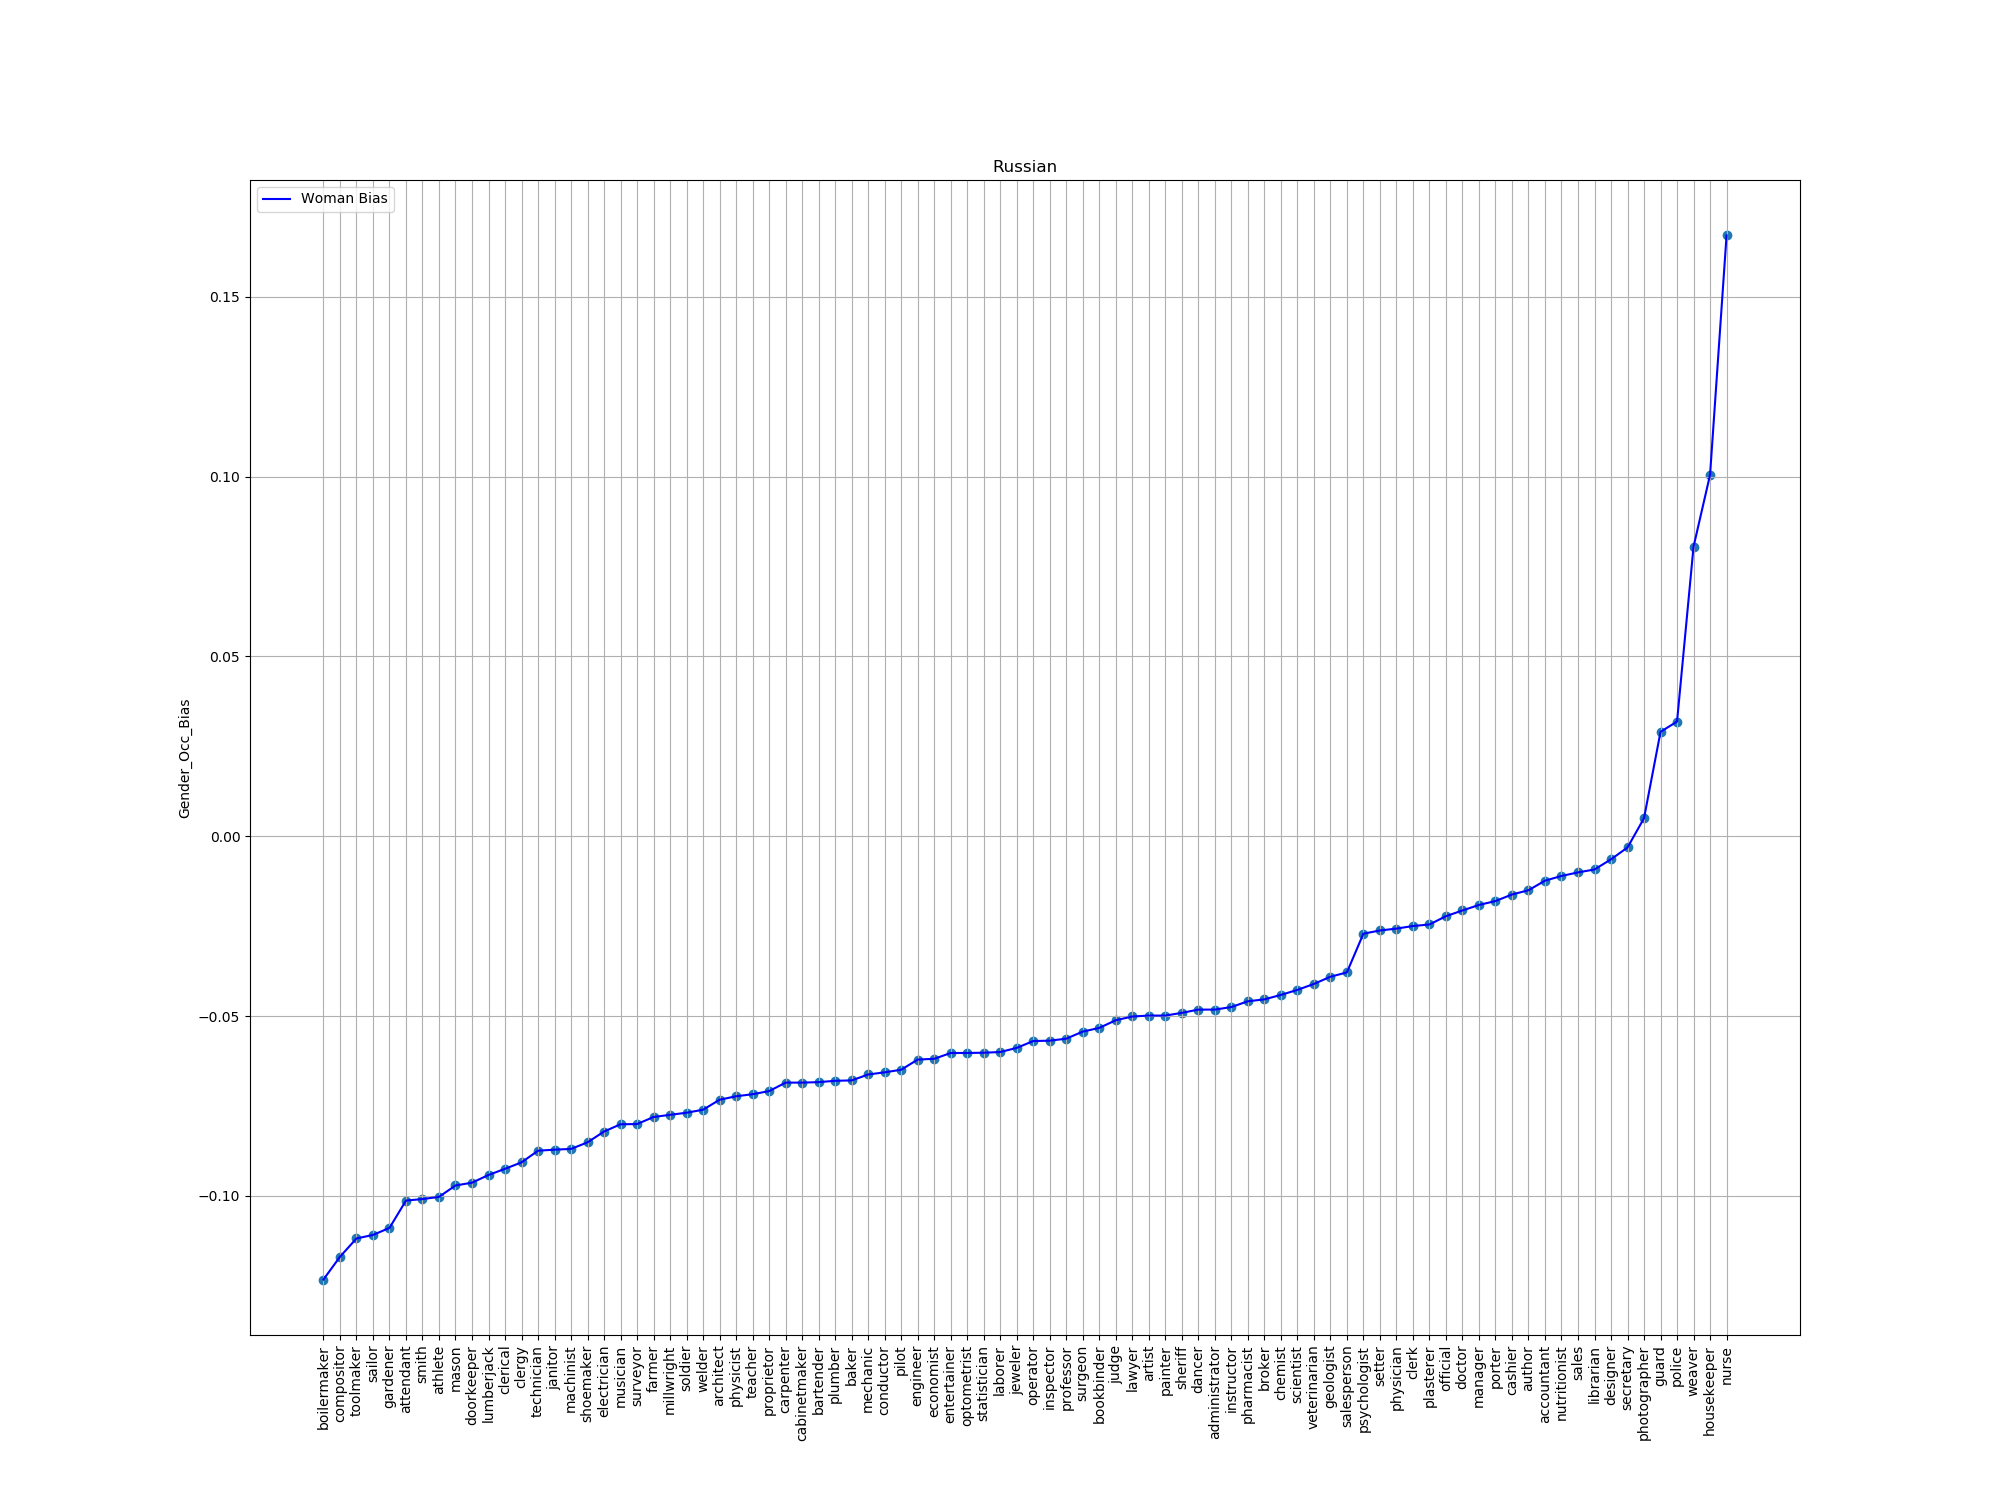 Russian
Woman Bias
Gender_Occ_Bias
0.15
0.10
0.05
0.00
−0.05
−0.10
boilermaker
compositor
toolmaker
sailor
gardener
attendant
smith
athlete
mason
doorkeeper
lumberjack
clerical
clergy
technician
janitor
machinist
shoemaker
electrician
musician
surveyor
farmer
millwright
soldier
welder
architect
physicist
teacher
proprietor
carpenter
cabinetmaker
bartender
plumber
baker
mechanic
conductor
pilot
engineer
economist
entertainer
optometrist
statistician
laborer
jeweler
operator
inspector
professor
surgeon
bookbinder
judge
lawyer
artist
painter
sheriff
dancer
administrator
instructor
pharmacist
broker
chemist
scientist
veterinarian
geologist
salesperson
psychologist
setter
physician
clerk
plasterer
official
doctor
manager
porter
cashier
author
accountant
nutritionist
sales
librarian
designer
secretary
photographer
guard
police
weaver
housekeeper
nurse